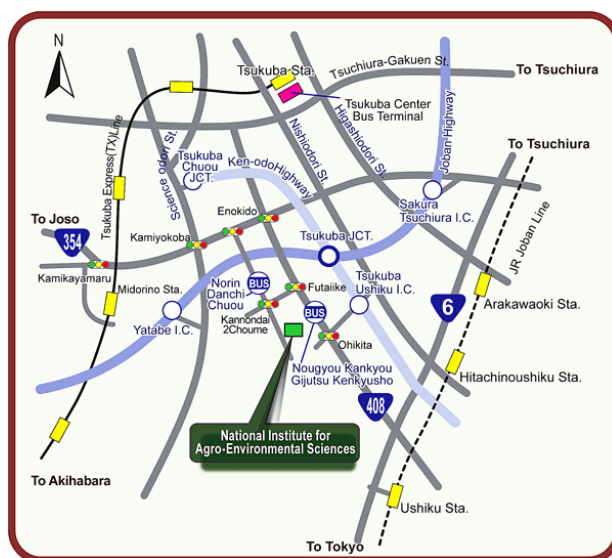 N
Tsukuba Sta.
Tsuchiura-Gakuen St.
To Tsuchiura
Tsukuba Center
Bus Terminal
Tsukuba Express(TX)Line
Science odori St.
Nishiodori St.
Higashiodori St.
Joban Highway
To Tsuchiura
Tsukuba
Chuou
JCT.
Ken-odoHighway
Sakura
Tsuchiura I.C.
JR Joban Line
To Joso
354
Kamiyokoba
Enokido
Tsukuba JCT.
Kamikayamaru
Midorino Sta.
Norin
Danchi
Chuou
BUS
Futaiike
Tsukuba
Ushiku I.C.
6
Arakawaoki Sta.
Yatabe I.C.
Kannondai
2Choume
BUS
Ohikita
Nougyou Kankyou
Gijutsu Kenkyusho
Hitachinoushiku Sta.
408
National Institute for
Agro-Environmental Sciences
To Akihabara
Ushiku Sta.
To Tokyo